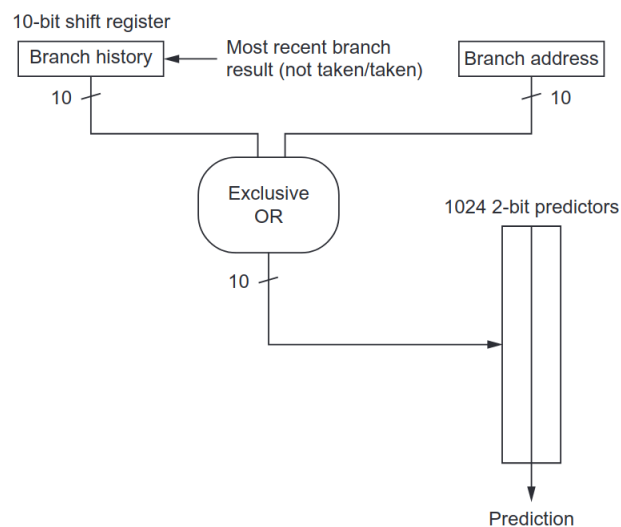 10-bit shift register
Branch history
Most recent branch
result (not taken/taken)
Branch address
10
10
Exclusive
OR
1024 2-bit predictors
10
Prediction